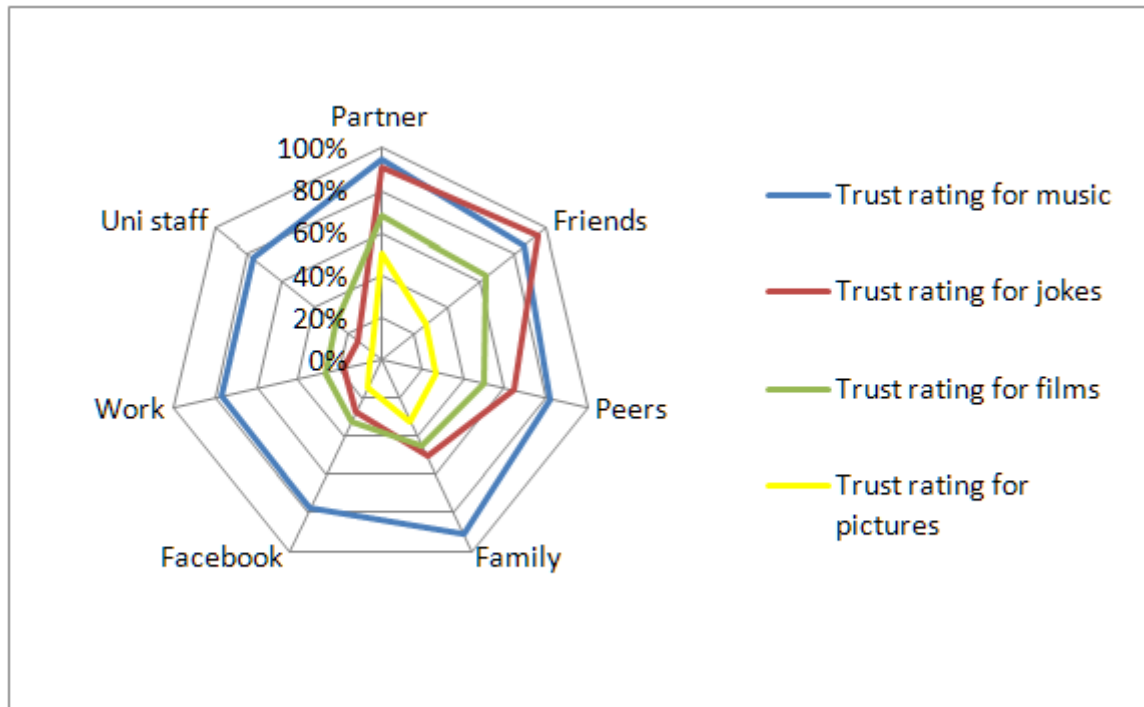 Partner
100%
80%
60%
40%
20%
0%
Uni staff
Friends
Work
Peers
Facebook
Family
Trust rating for music
Trust rating for jokes
Trust rating for films
Trust rating for
pictures